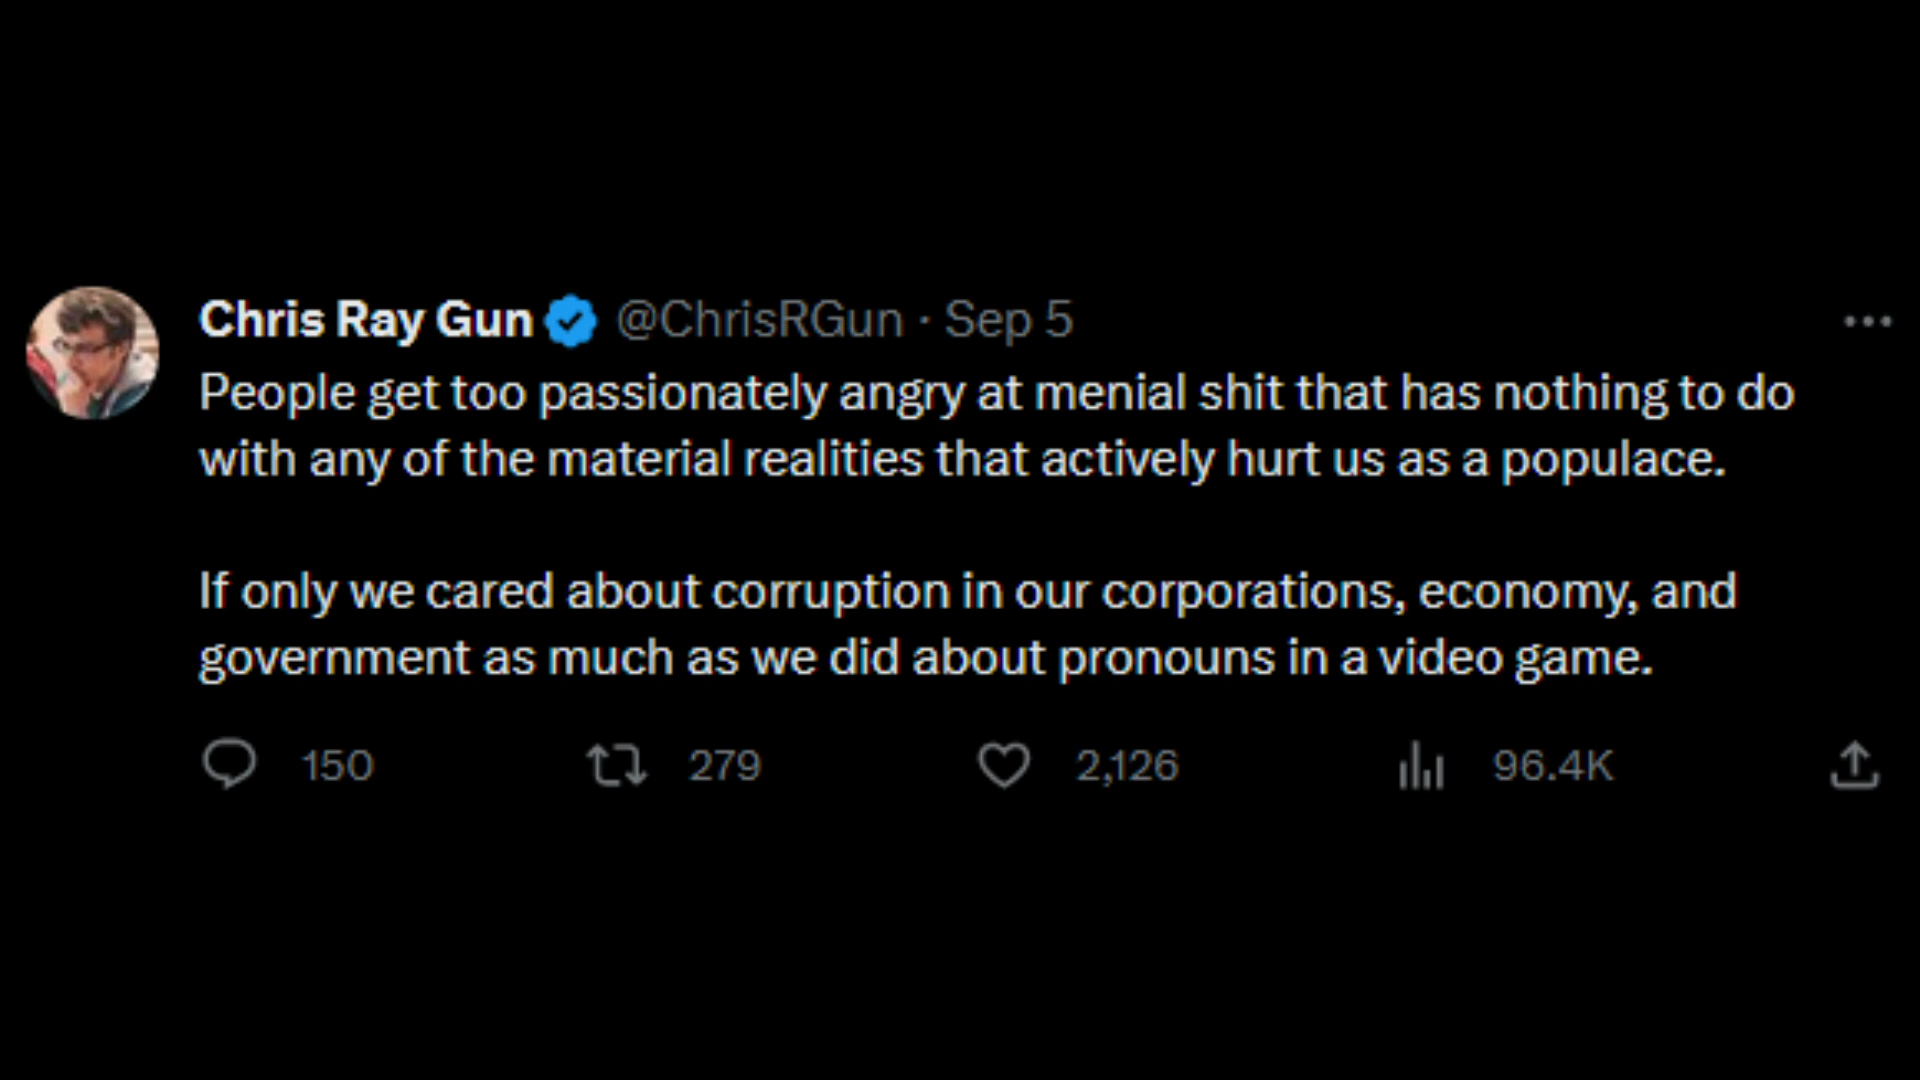 Chris Ray Gun @ChrisRGun · Sep 5
People get too passionately angry at menial shit that has nothing to do
with any of the material realities that actively hurt us as a populace.
If only we cared about corruption in our corporations, economy, and
government as much as we did about pronouns in a video game.
150 279 2,126 96.4K